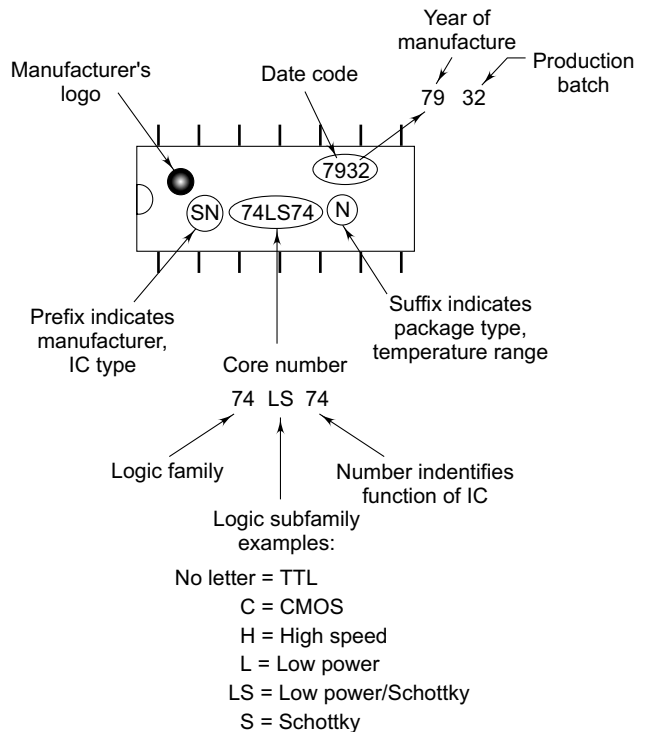 Year of
manufacture
Manufacturer's
logo
Date code
Production
batch
79 32
7932
SN 74LS74 N
Prefix indicates
manufacturer,
IC type
Suffix indicates
package type,
temperature range
Core number
74 LS 74
Logic family
Number indentifies
function of IC
Logic subfamily
examples:
No letter = TTL
C = CMOS
H = High speed
L = Low power
LS = Low power/Schottky
S = Schottky